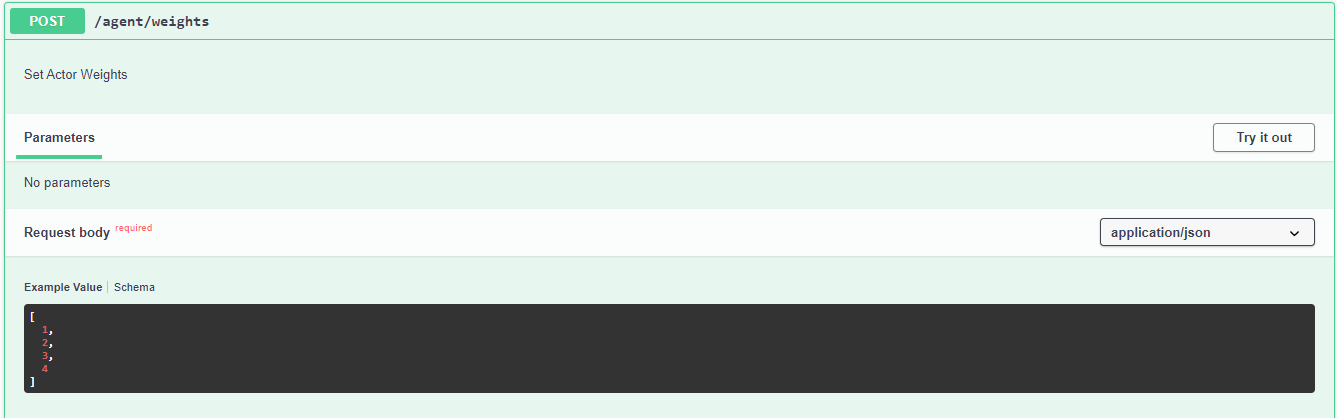 POST /agent/weights
Set Actor Weights
Parameters Try it out
No parameters
Request body required application/json
Example Value Schema
[
1,
2,
3,
4
]